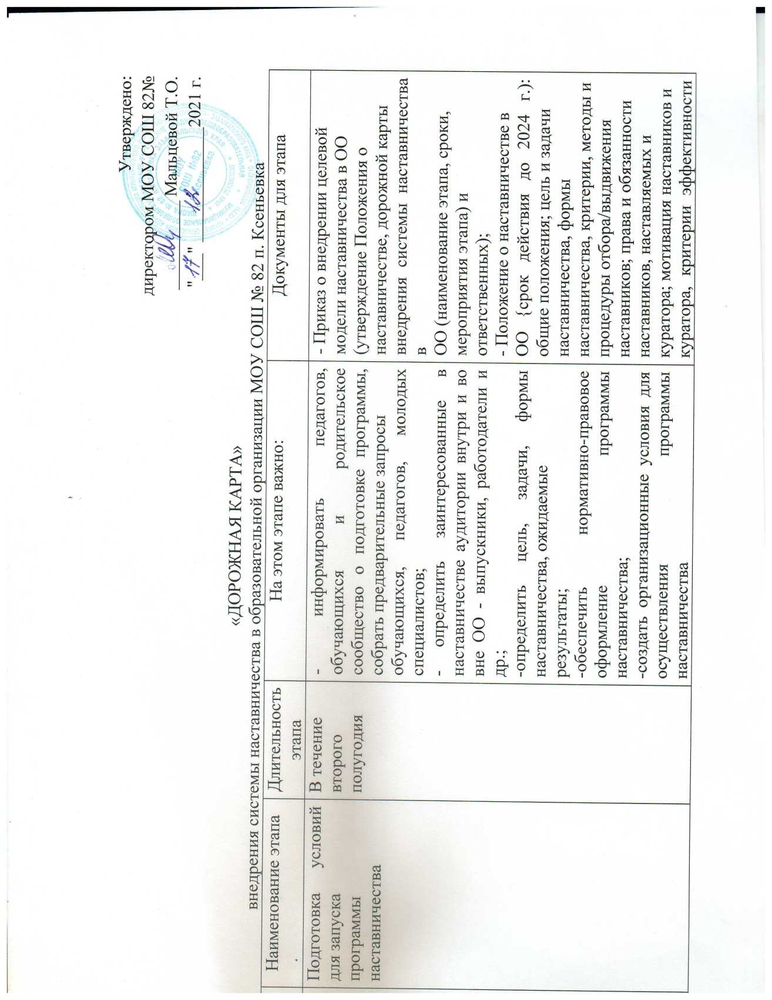 Утверждено:
директором МОУ СОШ 82№
Мальцевой Т.О.
"17" 12 2021 г.
МОУ
СОШ №82
п. Ксеньевка
«ДОРОЖНАЯ КАРТА»
внедрения системы наставничества в образовательной организации МОУ СОШ № 82 п. Ксеньевка
Наименование этапа
.
Длительность
этапа
На этом этапе важно:
Документы для этапа
Подготовка условий
для запуска
программы
наставничества
В течение
второго
полугодия
- информировать педагогов,
обучающихся и родительское
сообщество о подготовке программы,
собрать предварительные запросы
обучающихся, педагогов, молодых
специалистов;
- определить заинтересованные в
наставничестве аудитории внутри и во
вне ОО - выпускники, работодатели и
др.;
-определить цель, задачи, формы
наставничества, ожидаемые
результаты;
-обеспечить нормативно-правовое
оформление программы
наставничества;
-создать организационные условия для
осуществления программы
наставничества
- Приказ о внедрении целевой
модели наставничества в ОО
(утверждение Положения о
наставничестве, дорожной карты
внедрения системы наставничества
в
ОО (наименование этапа, сроки,
мероприятия этапа) и
ответственных);
- Положение о наставничестве в
ОО {срок действия до 2024 г.):
общие положения; цель и задачи
наставничества, формы
наставничества, критерии, методы и
процедуры отбора/выдвижения
наставников; права и обязанности
наставников, наставляемых и
куратора; мотивация наставников и
куратора, критерии эффективности